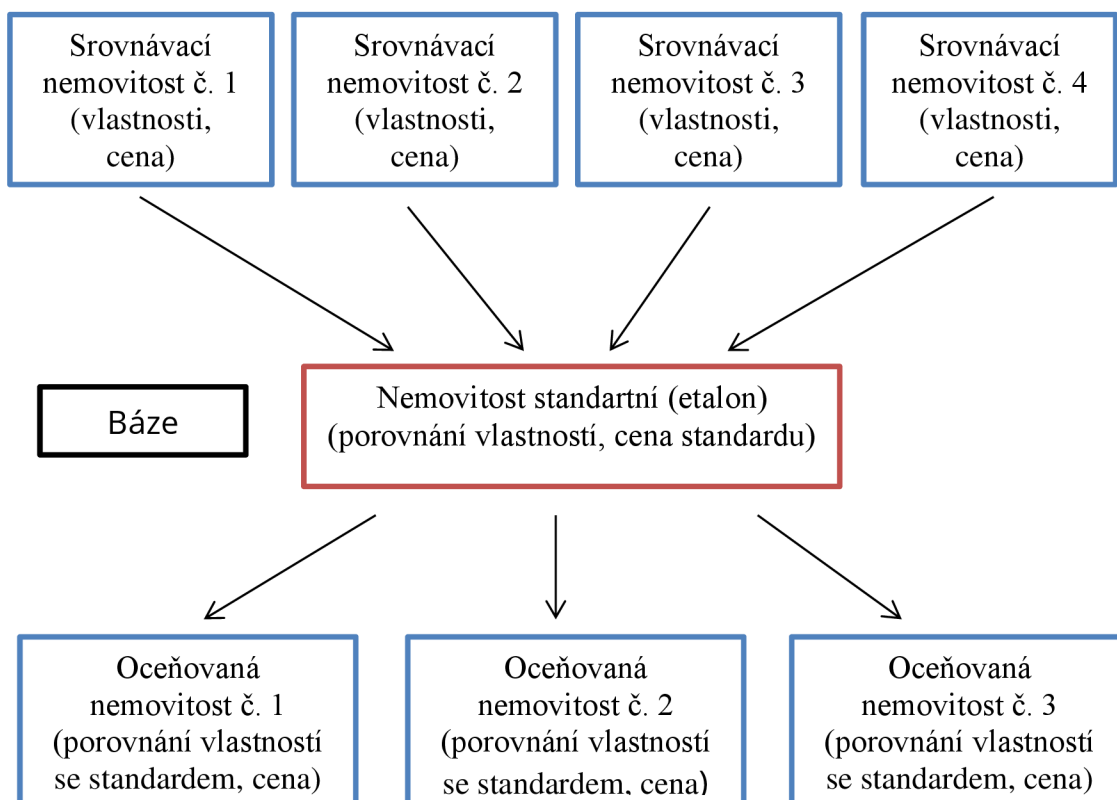 Srovnávací
nemovitost č. 1
(vlastnosti,
cena)
Srovnávací
nemovitost č. 2
(vlastnosti,
cena)
Srovnávací
nemovitost č. 3
(vlastnosti,
cena)
Srovnávací
nemovitost č. 4
(vlastnosti,
cena)
Báze
Nemovitost standartní (etalon)
(porovnání vlastností, cena standardu)
Oceňovaná
nemovitost č. 1
(porovnání vlastností
se standardem, cena)
Oceňovaná
nemovitost č. 2
(porovnání vlastností
se standardem, cena)
Oceňovaná
nemovitost č. 3
(porovnání vlastností
se standardem, cena)